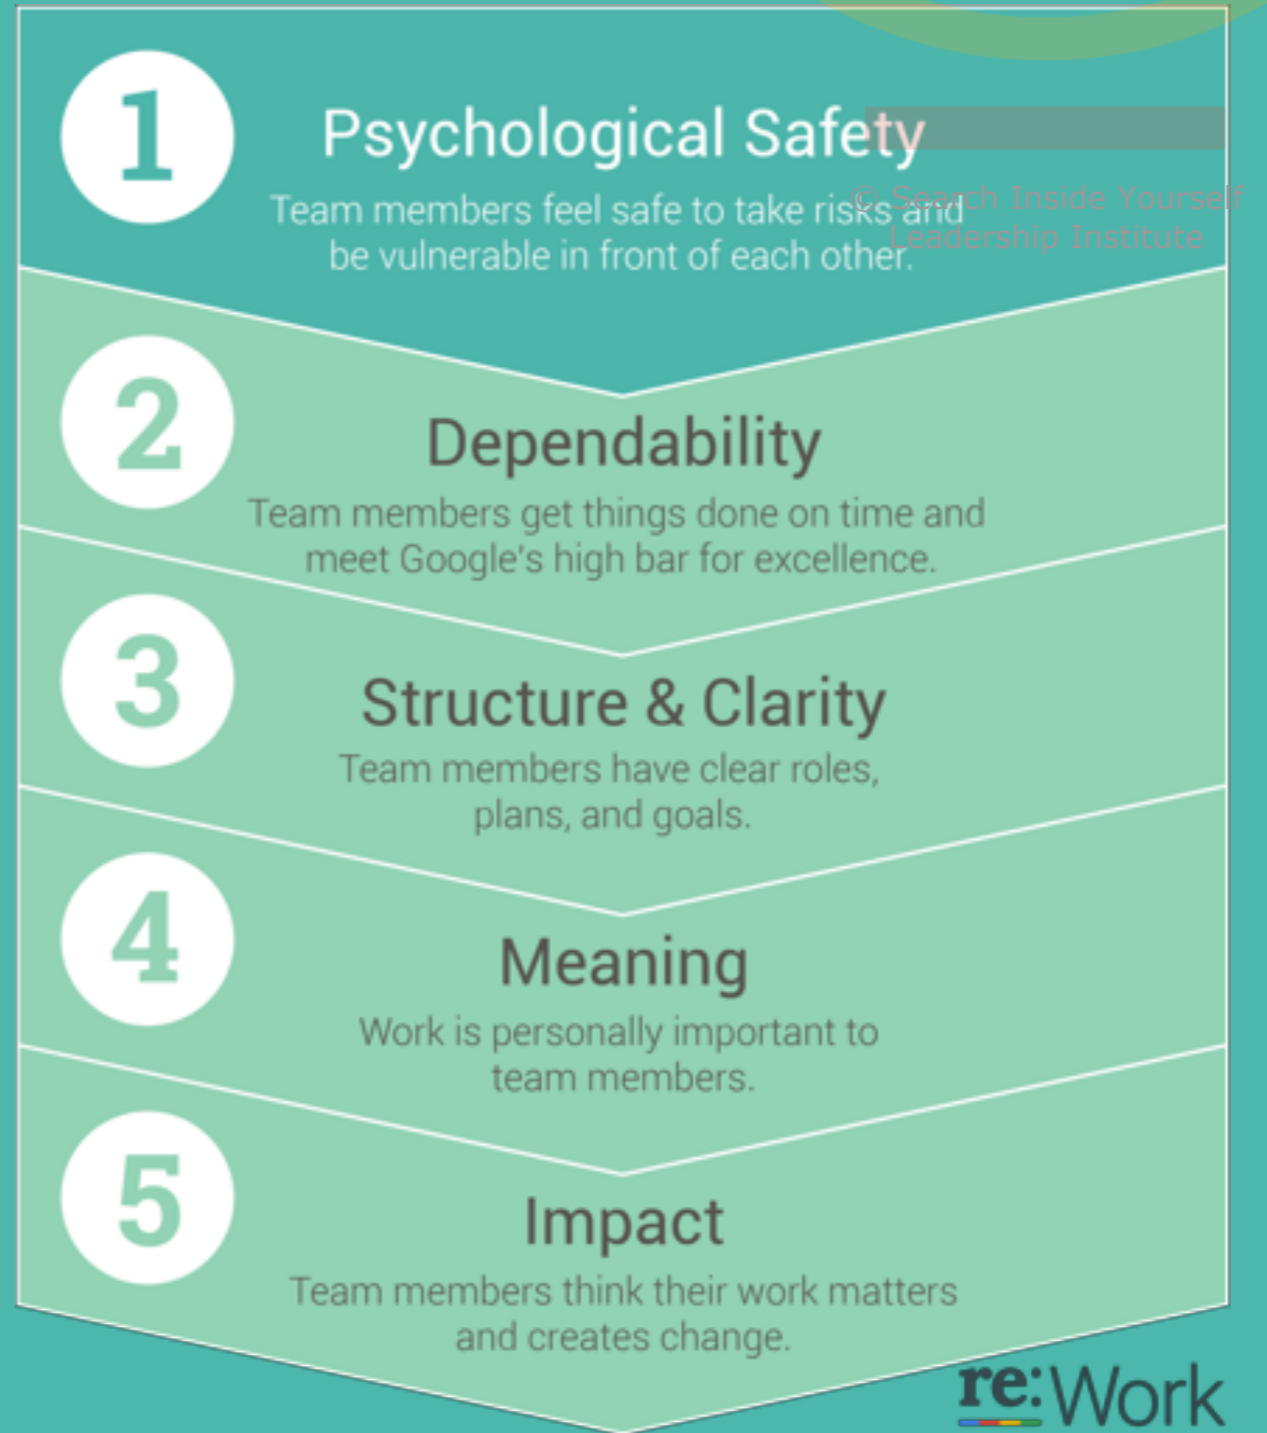 1
Psychological Safety
Team members feel safe to take risks and
be vulnerable in front of each other.
© Search Inside Yourself
Leadership Institute
2
Dependability
Team members get things done on time and
meet Google's high bar for excellence.
3
Structure & Clarity
Team members have clear roles,
plans, and goals.
4
Meaning
Work is personally important to
team members.
5
Impact
Team members think their work matters
and creates change.
re:Work